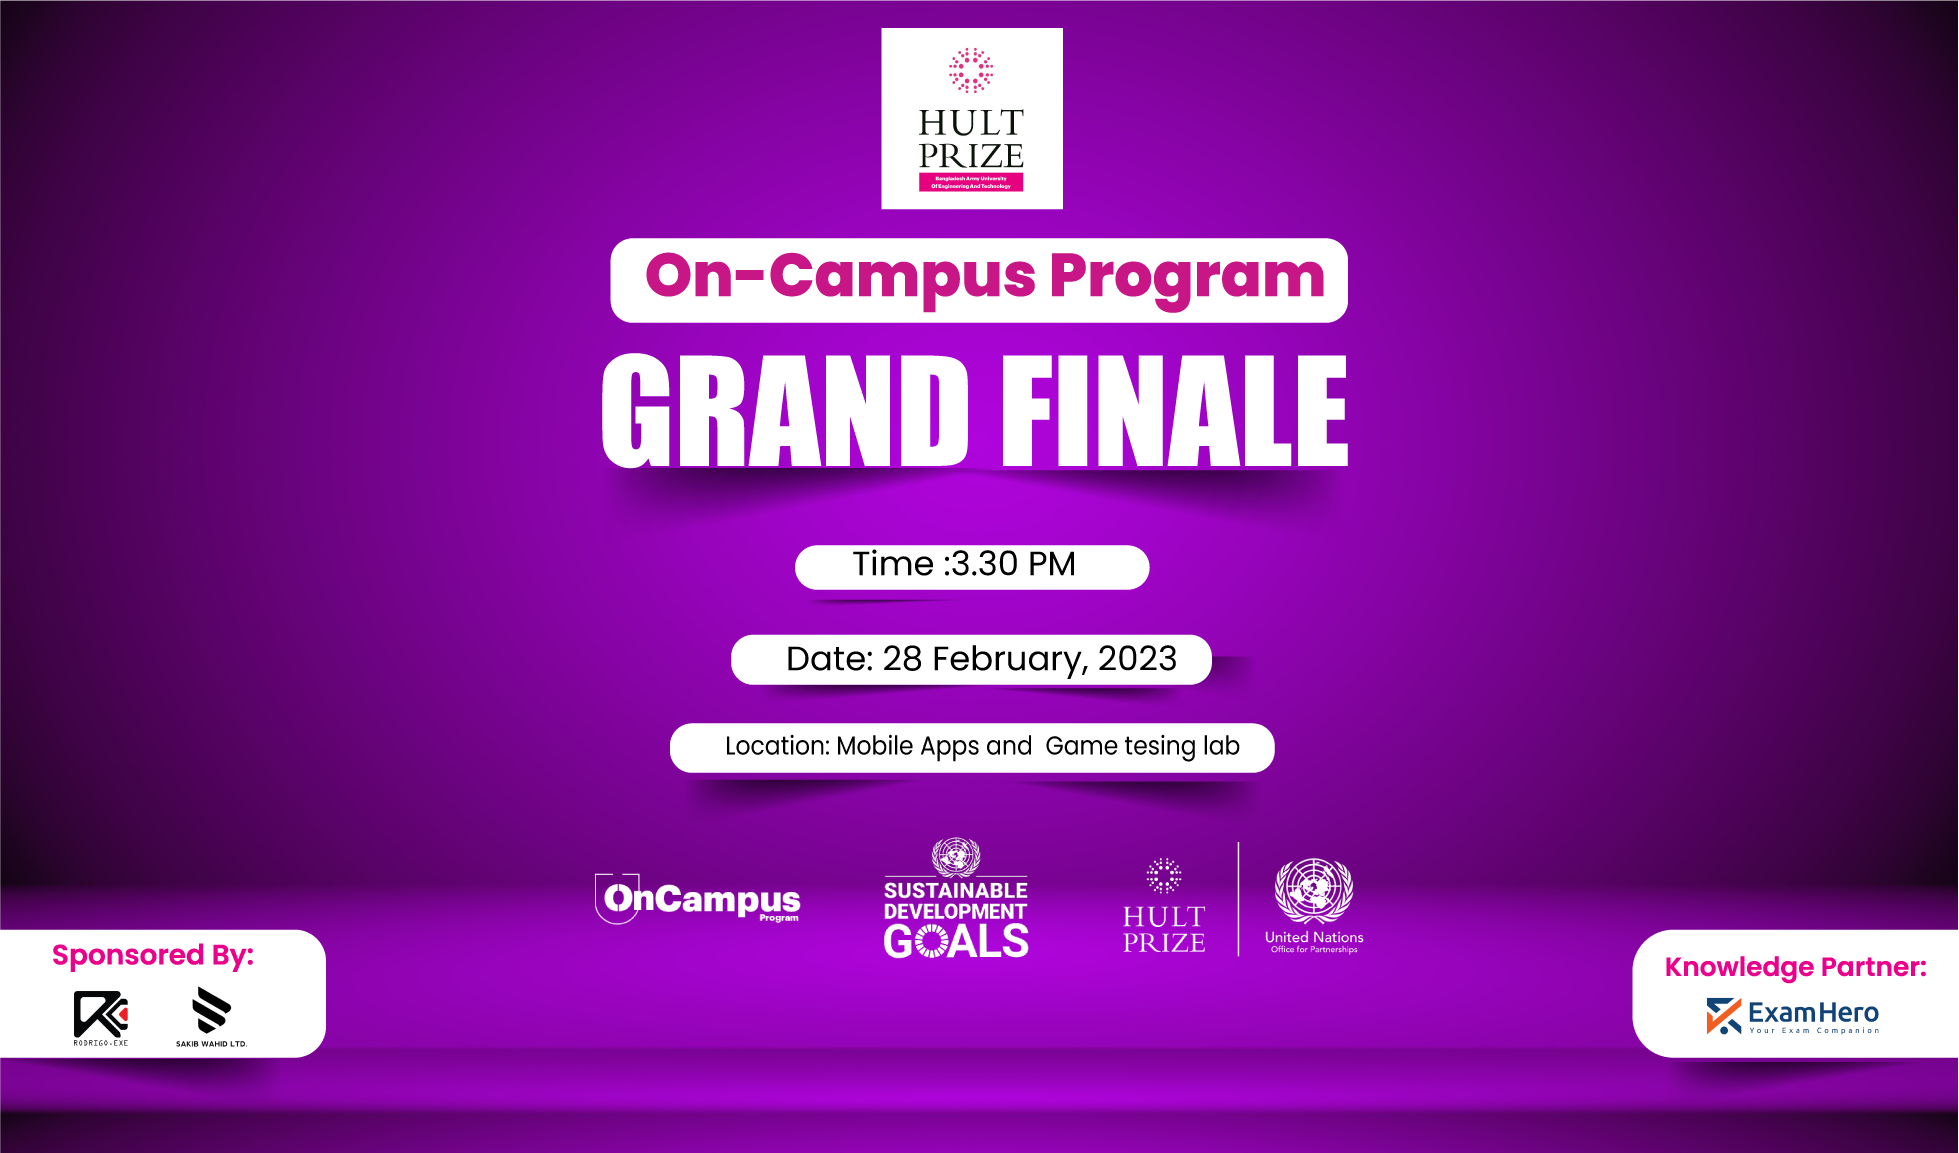 HULT
PRIZE
Bangladesh Army University
Of Engineering And Technology
On-Campus Program
GRAND FINALE
Time :3.30 PM
Date: 28 February, 2023
Location: Mobile Apps and  Game tesing lab
OnCampus
Program
SUSTAINABLE
DEVELOPMENT
GOALS
HULT
PRIZE
United Nations
Office for Partnerships
Sponsored By:
RODRIGO.EXE
SAKIB WAHID LTD.
Knowledge Partner:
ExamHero
Your Exam Companion